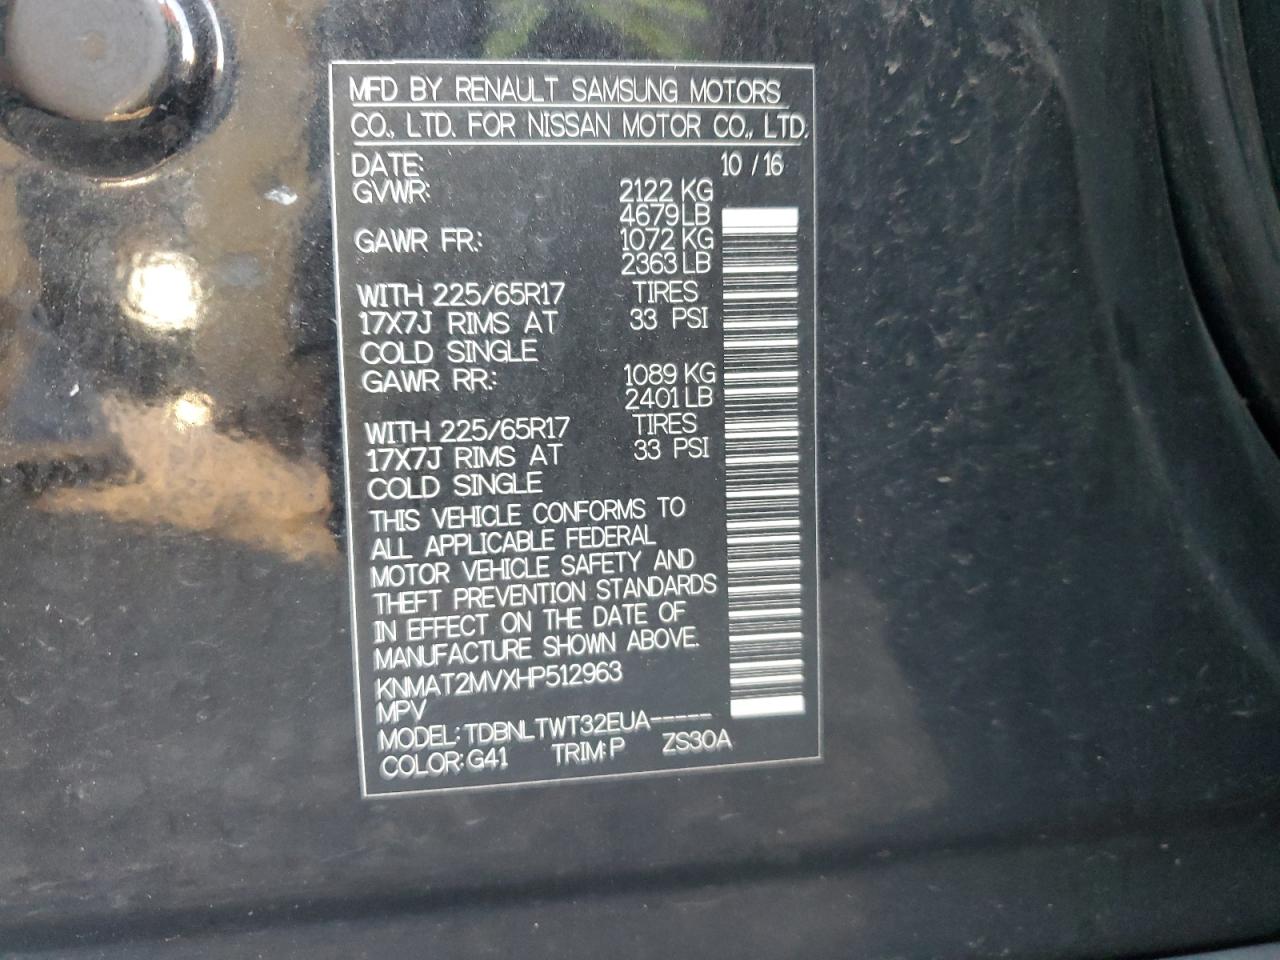 MFD BY RENAULT SAMSUNG MOTORS
CO., LTD. FOR NISSAN MOTOR CO., LTD.
DATE: 10 / 16
GVWR: 2122 KG
4679 LB
GAWR FR: 1072 KG
2363 LB
WITH 225/65R17 TIRES
17X7J RIMS AT 33 PSI
COLD SINGLE
GAWR RR: 1089 KG
2401 LB
WITH 225/65R17 TIRES
17X7J RIMS AT 33 PSI
COLD SINGLE
THIS VEHICLE CONFORMS TO
ALL APPLICABLE FEDERAL
MOTOR VEHICLE SAFETY AND
THEFT PREVENTION STANDARDS
IN EFFECT ON THE DATE OF
MANUFACTURE SHOWN ABOVE.
KNMAT2MVXHP512963
MPV
MODEL: TDBNLTWT32EUA-----
COLOR: G41 TRIM: P ZS30A